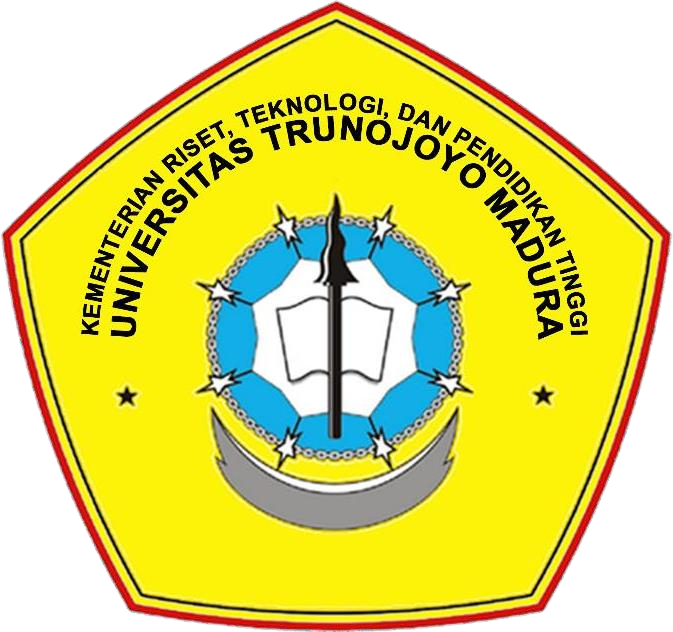 KEMENTERIAN RISET, TEKNOLOGI, DAN PENDIDIKAN TINGGI
UNIVERSITAS TRUNOJOYO MADURA